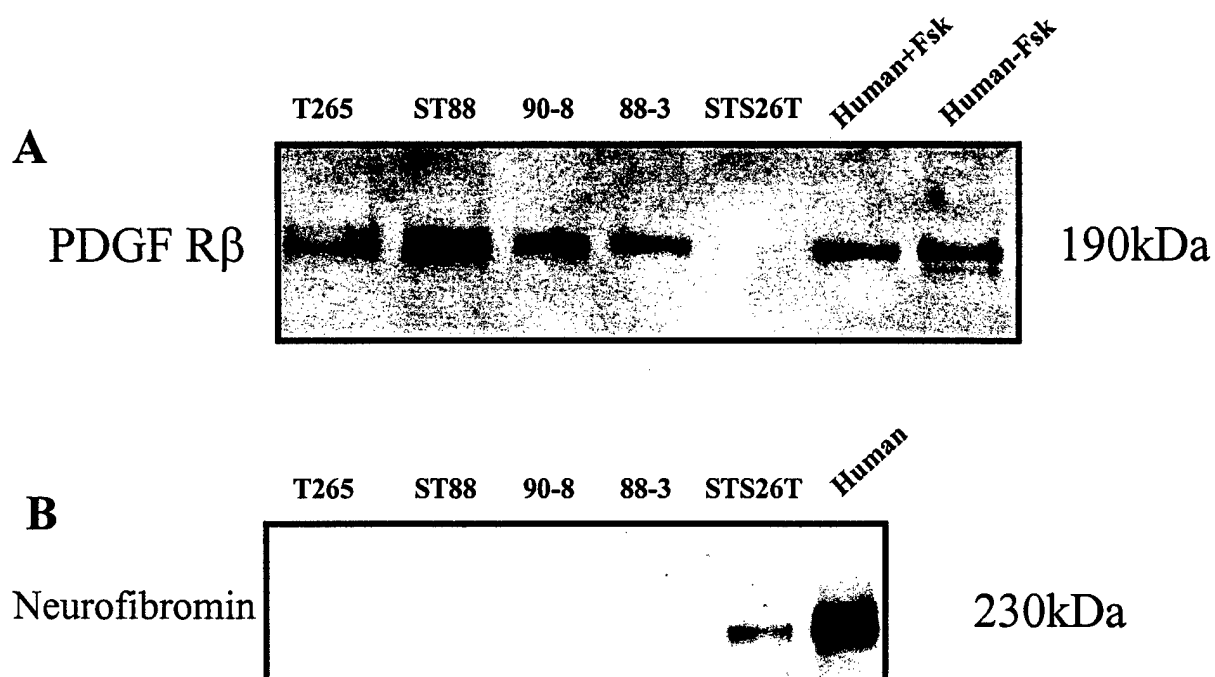 T265 ST88 90-8 88-3 STS26T Human+Fsk Human-Fsk
A
PDGF Rβ 190kDa
T265 ST88 90-8 88-3 STS26T Human
B
Neurofibromin 230kDa